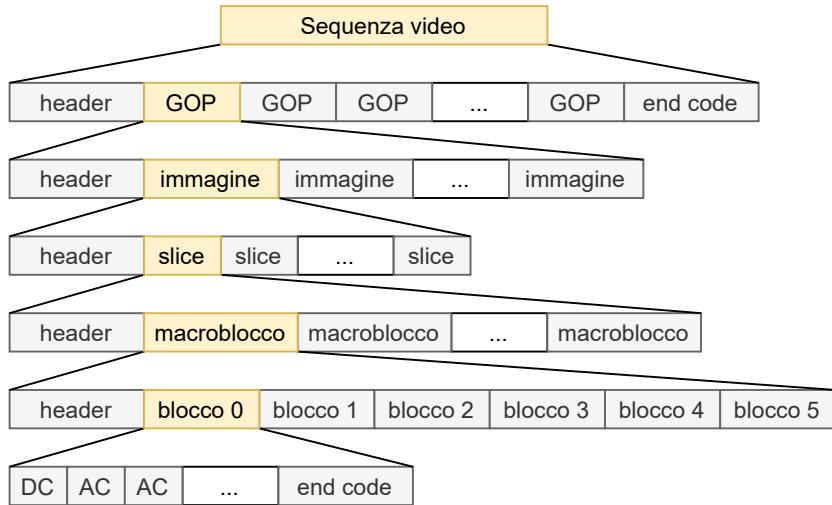 Sequenza video
header GOP GOP GOP ... GOP end code
header immagine immagine ... immagine
header slice slice ... slice
header macroblocco macroblocco ... macroblocco
header blocco 0 blocco 1 blocco 2 blocco 3 blocco 4 blocco 5
DC AC AC ... end code